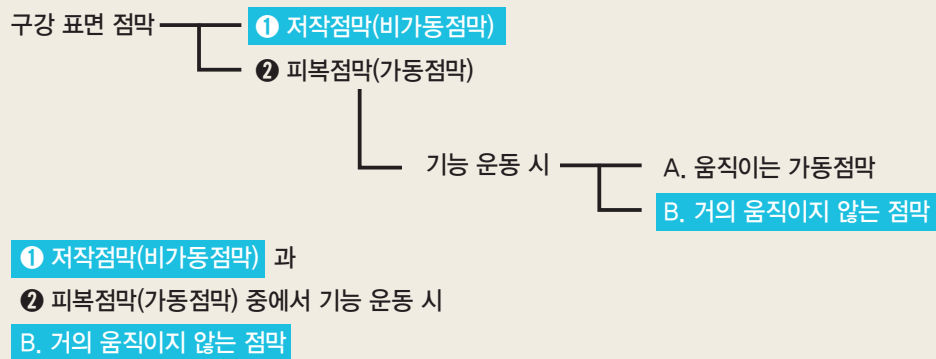 구강 표면 점막
❶ 저작점막(비가동점막)
❷ 피복점막(가동점막)
기능 운동 시
A. 움직이는 가동점막
B. 거의 움직이지 않는 점막
❶ 저작점막(비가동점막) 과
❷ 피복점막(가동점막) 중에서 기능 운동 시
B. 거의 움직이지 않는 점막